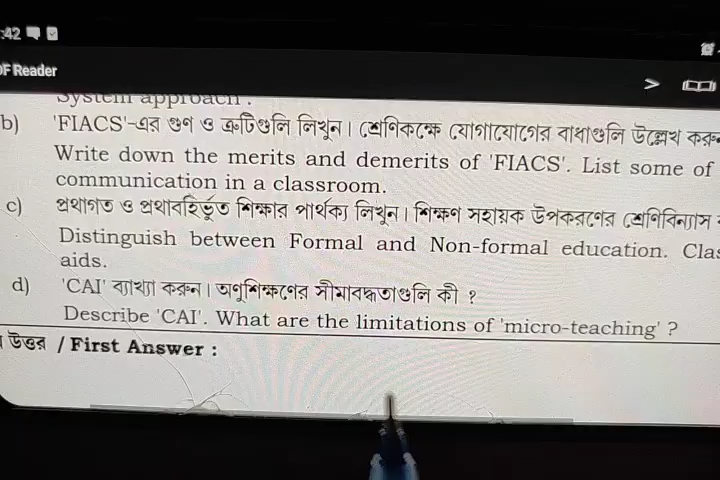 :42
DF Reader
System approach.
b) 'FIACS'-এর গুণ ও ত্রুটিগুলি লিখুন। শ্রেণিকক্ষে যোগাযোগের বাধাগুলি উল্লেখ করুন
Write down the merits and demerits of 'FIACS'. List some of
communication in a classroom.
c) প্রথাগত ও প্রথাবহির্ভূত শিক্ষার পার্থক্য লিখুন। শিক্ষণ সহায়ক উপকরণের শ্রেণিবিন্যাস
Distinguish between Formal and Non-formal education. Clas
aids.
d) 'CAI' ব্যাখ্যা করুন। অণুশিক্ষণের সীমাবদ্ধতাগুলি কী ?
Describe 'CAI'. What are the limitations of 'micro-teaching' ?
উত্তর / First Answer :